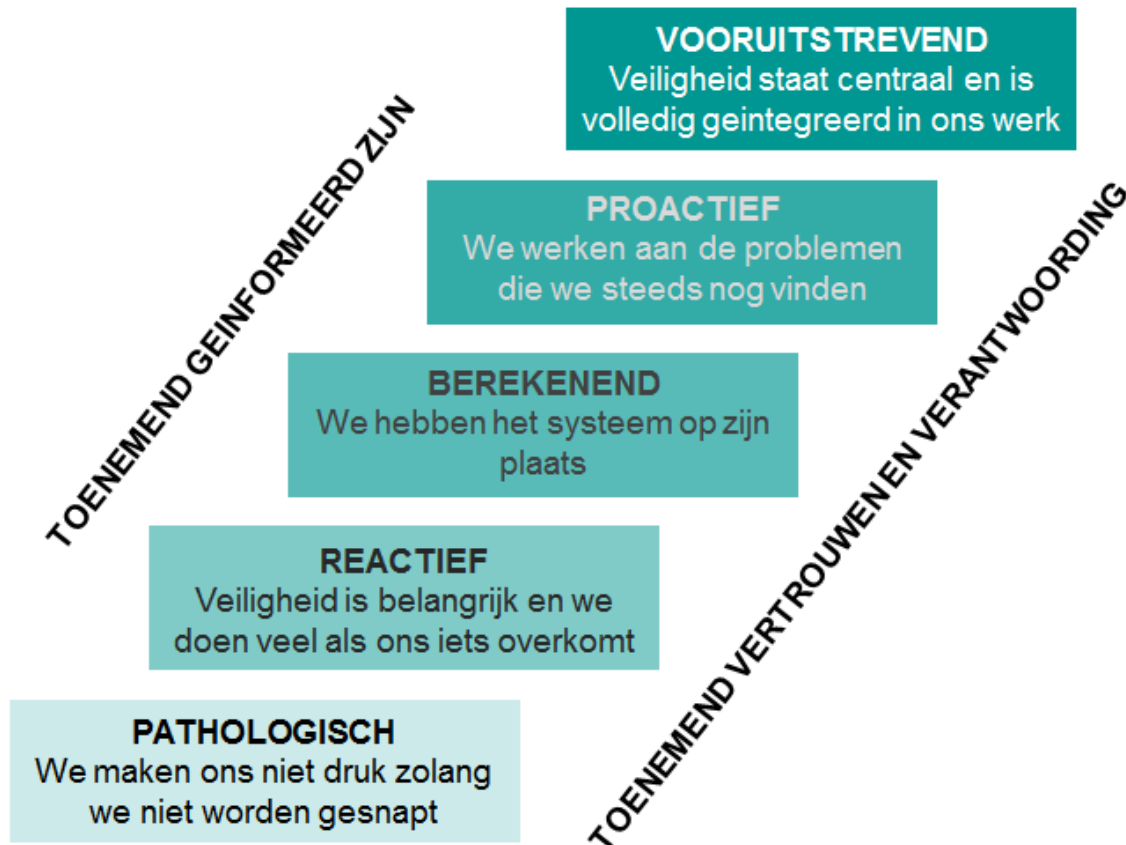 VOORUITSTREVEND
Veiligheid staat centraal en is
volledig geintegreerd in ons werk
TOENEMEND GEINFORMEERD ZIJN
PROACTIEF
We werken aan de problemen
die we steeds nog vinden
BEREKENEND
We hebben het systeem op zijn
plaats
REACTIEF
Veiligheid is belangrijk en we
doen veel als ons iets overkomt
PATHOLOGISCH
We maken ons niet druk zolang
we niet worden gesnapt
TOENEMEND VERTROUWEN EN VERANTWOORDING